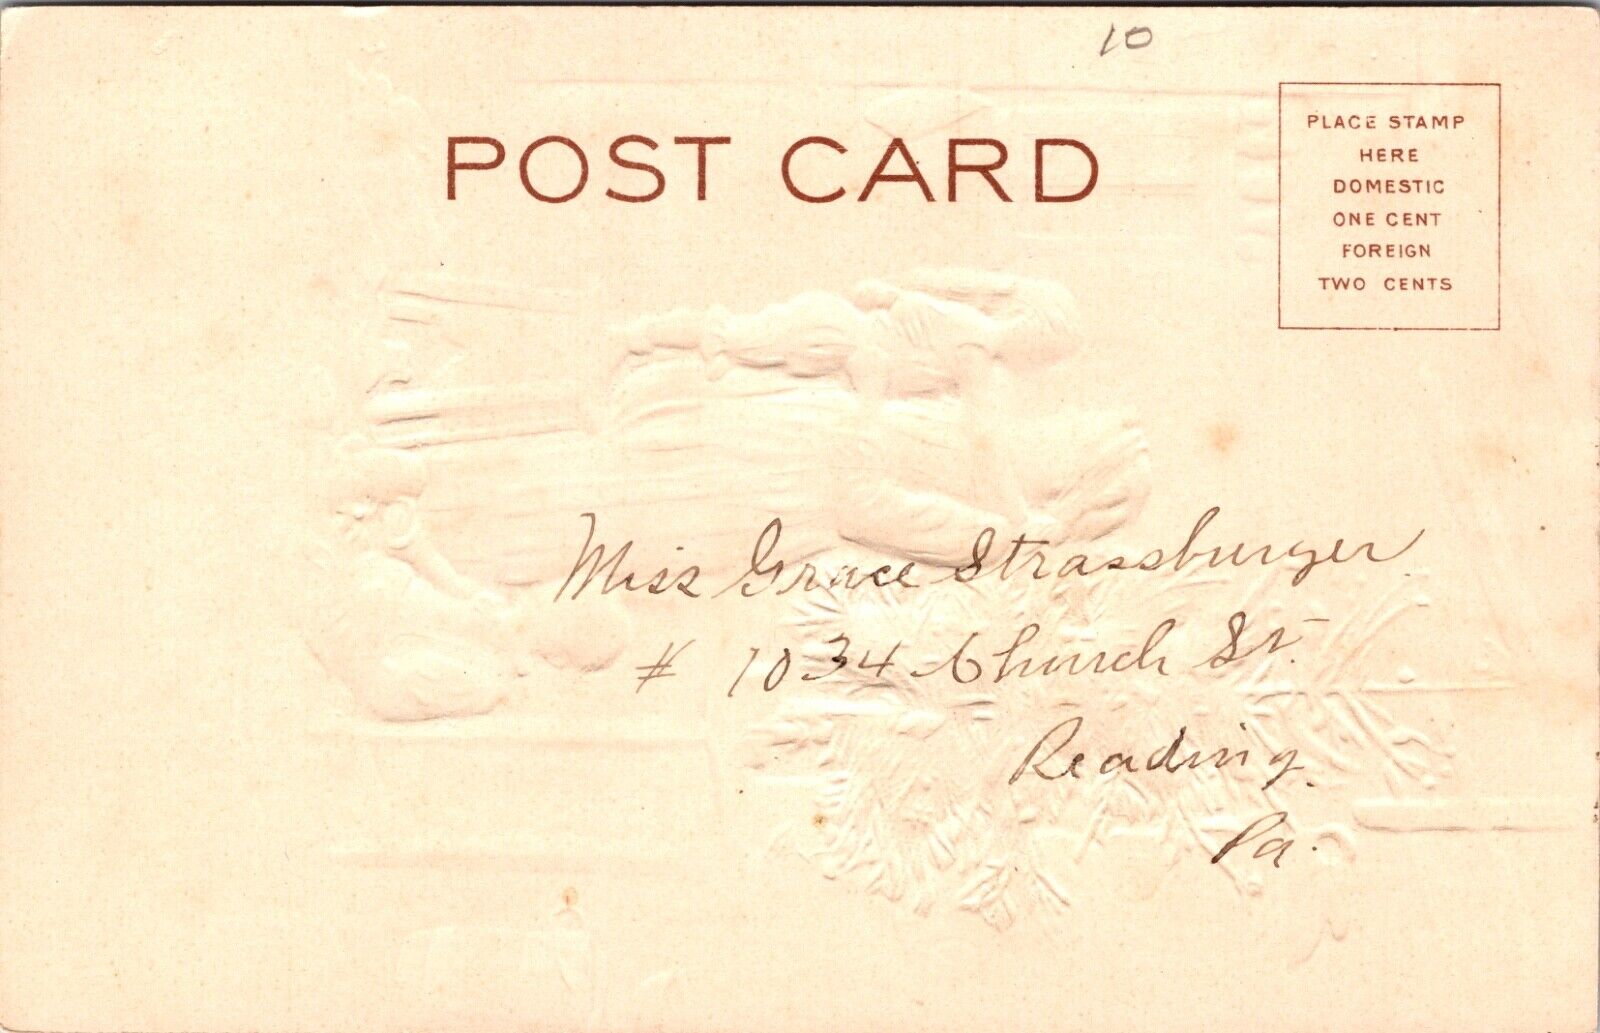 10
POST CARD
PLACE STAMP
HERE
DOMESTIC
ONE CENT
FOREIGN
TWO CENTS
Miss Grace Strassburger
# 1034 Church St.
Reading
Pa.